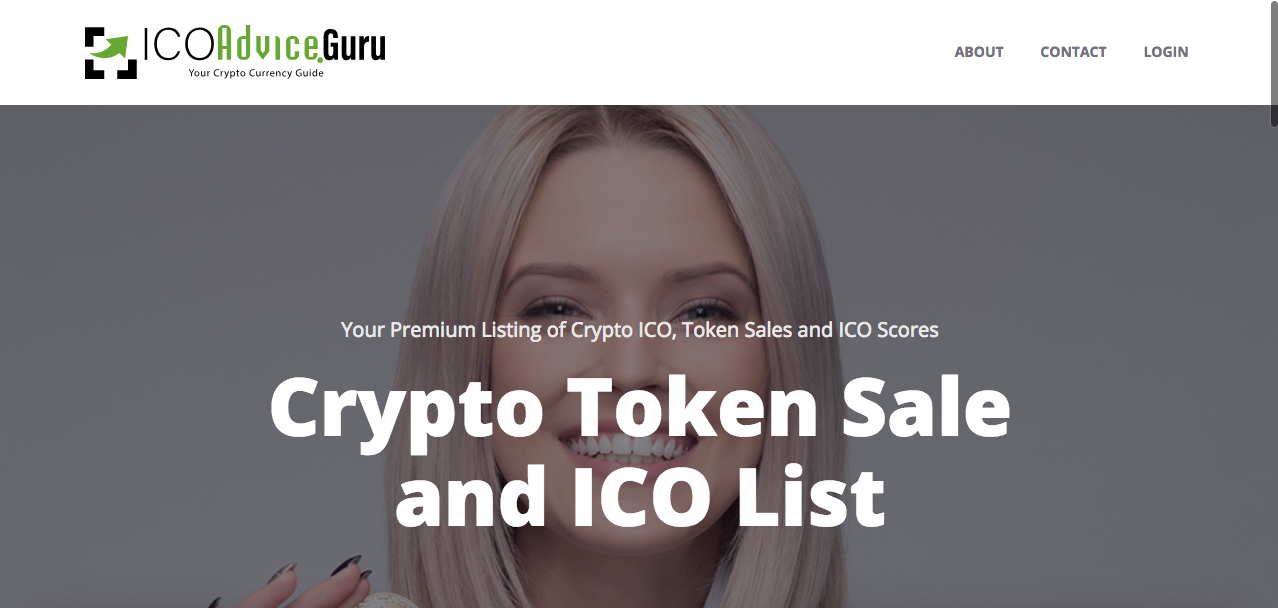 ICOAdvice.Guru
Your Crypto Currency Guide
ABOUT CONTACT LOGIN
Your Premium Listing of Crypto ICO, Token Sales and ICO Scores
Crypto Token Sale
and ICO List